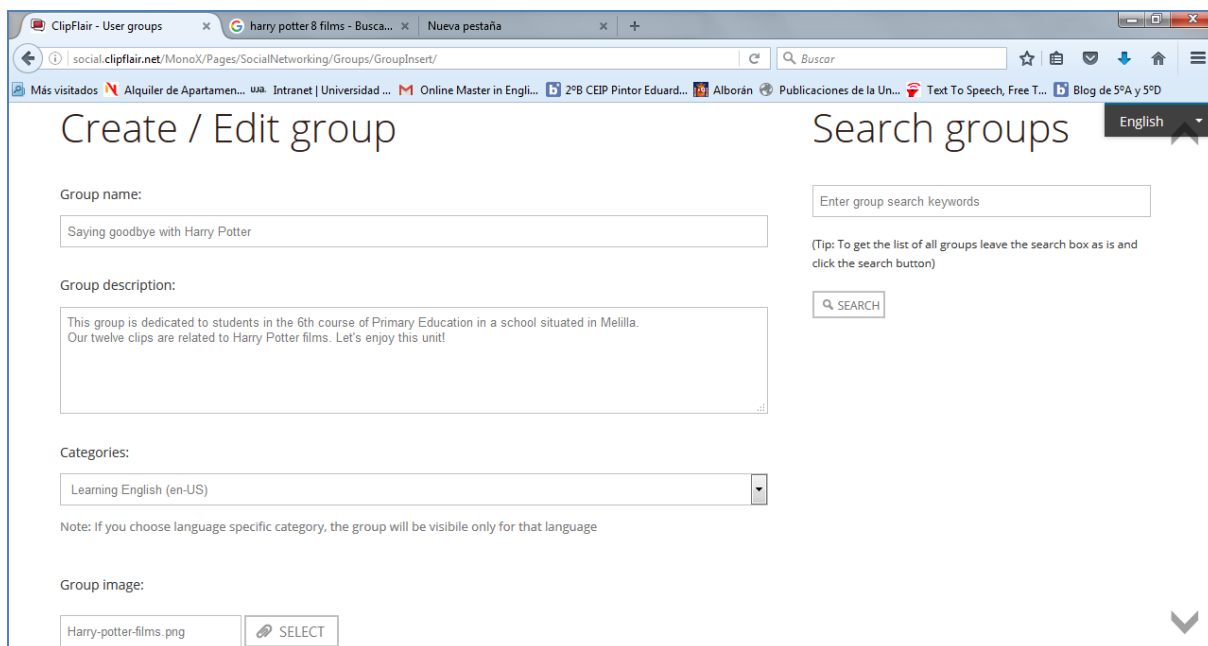 ClipFlair - User groups
harry potter 8 films - Busca...
Nueva pestaña
social.clipflair.net/MonoX/Pages/SocialNetworking/Groups/GroupInsert/
Buscar
Más visitados
Alquiler de Apartamen...
UJA. Intranet | Universidad ...
Online Master in Engli...
2ºB CEIP Pintor Eduard...
Alborán
Publicaciones de la Un...
Text To Speech, Free T...
Blog de 5ºA y 5ºD
English
Create / Edit group
Group name:
Saying goodbye with Harry Potter
Group description:
This group is dedicated to students in the 6th course of Primary Education in a school situated in Melilla.
Our twelve clips are related to Harry Potter films. Let's enjoy this unit!
Categories:
Learning English (en-US)
Note: If you choose language specific category, the group will be visibile only for that language
Group image:
Harry-potter-films.png
SELECT
Search groups
Enter group search keywords
(Tip: To get the list of all groups leave the search box as is and
click the search button)
SEARCH